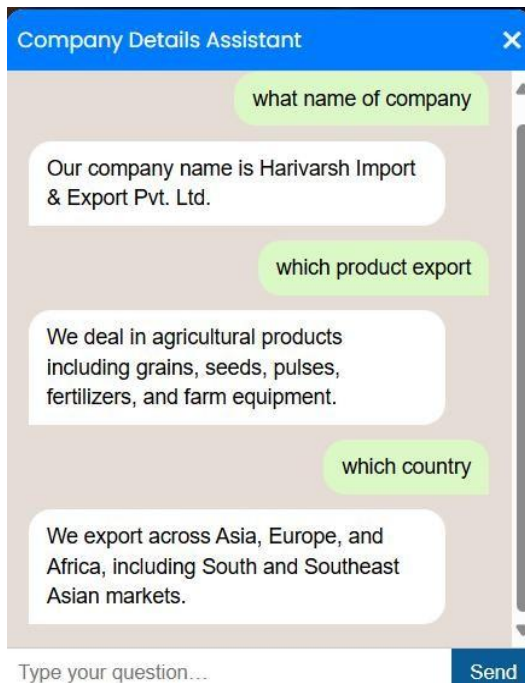 Company Details Assistant ×
what name of company
Our company name is Harivarsh Import
& Export Pvt. Ltd.
which product export
We deal in agricultural products
including grains, seeds, pulses,
fertilizers, and farm equipment.
which country
We export across Asia, Europe, and
Africa, including South and Southeast
Asian markets.
Type your question... Send